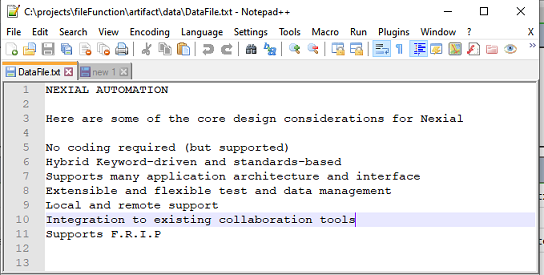 C:\projects\fileFunction\artifact\data\DataFile.txt - Notepad++
File Edit Search View Encoding Language Settings Tools Macro Run Plugins Window ?
X
DataFile.txt new 1
1 NEXIAL AUTOMATION
2
3 Here are some of the core design considerations for Nexial
4
5 No coding required (but supported)
6 Hybrid Keyword-driven and standards-based
7 Supports many application architecture and interface
8 Extensible and flexible test and data management
9 Local and remote support
10 Integration to existing collaboration tools
11 Supports F.R.I.P
12
13